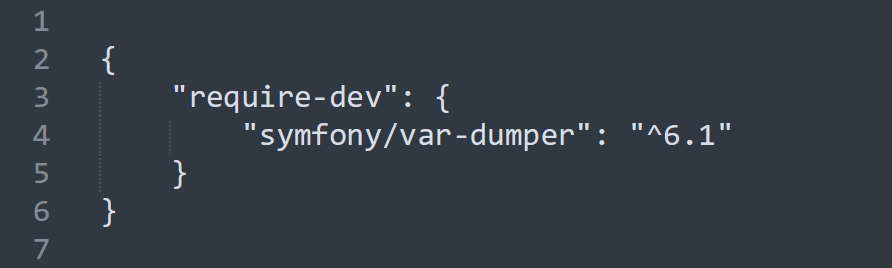 1
2 {
3     "require-dev": {
4         "symfony/var-dumper": "^6.1"
5     }
6 }
7